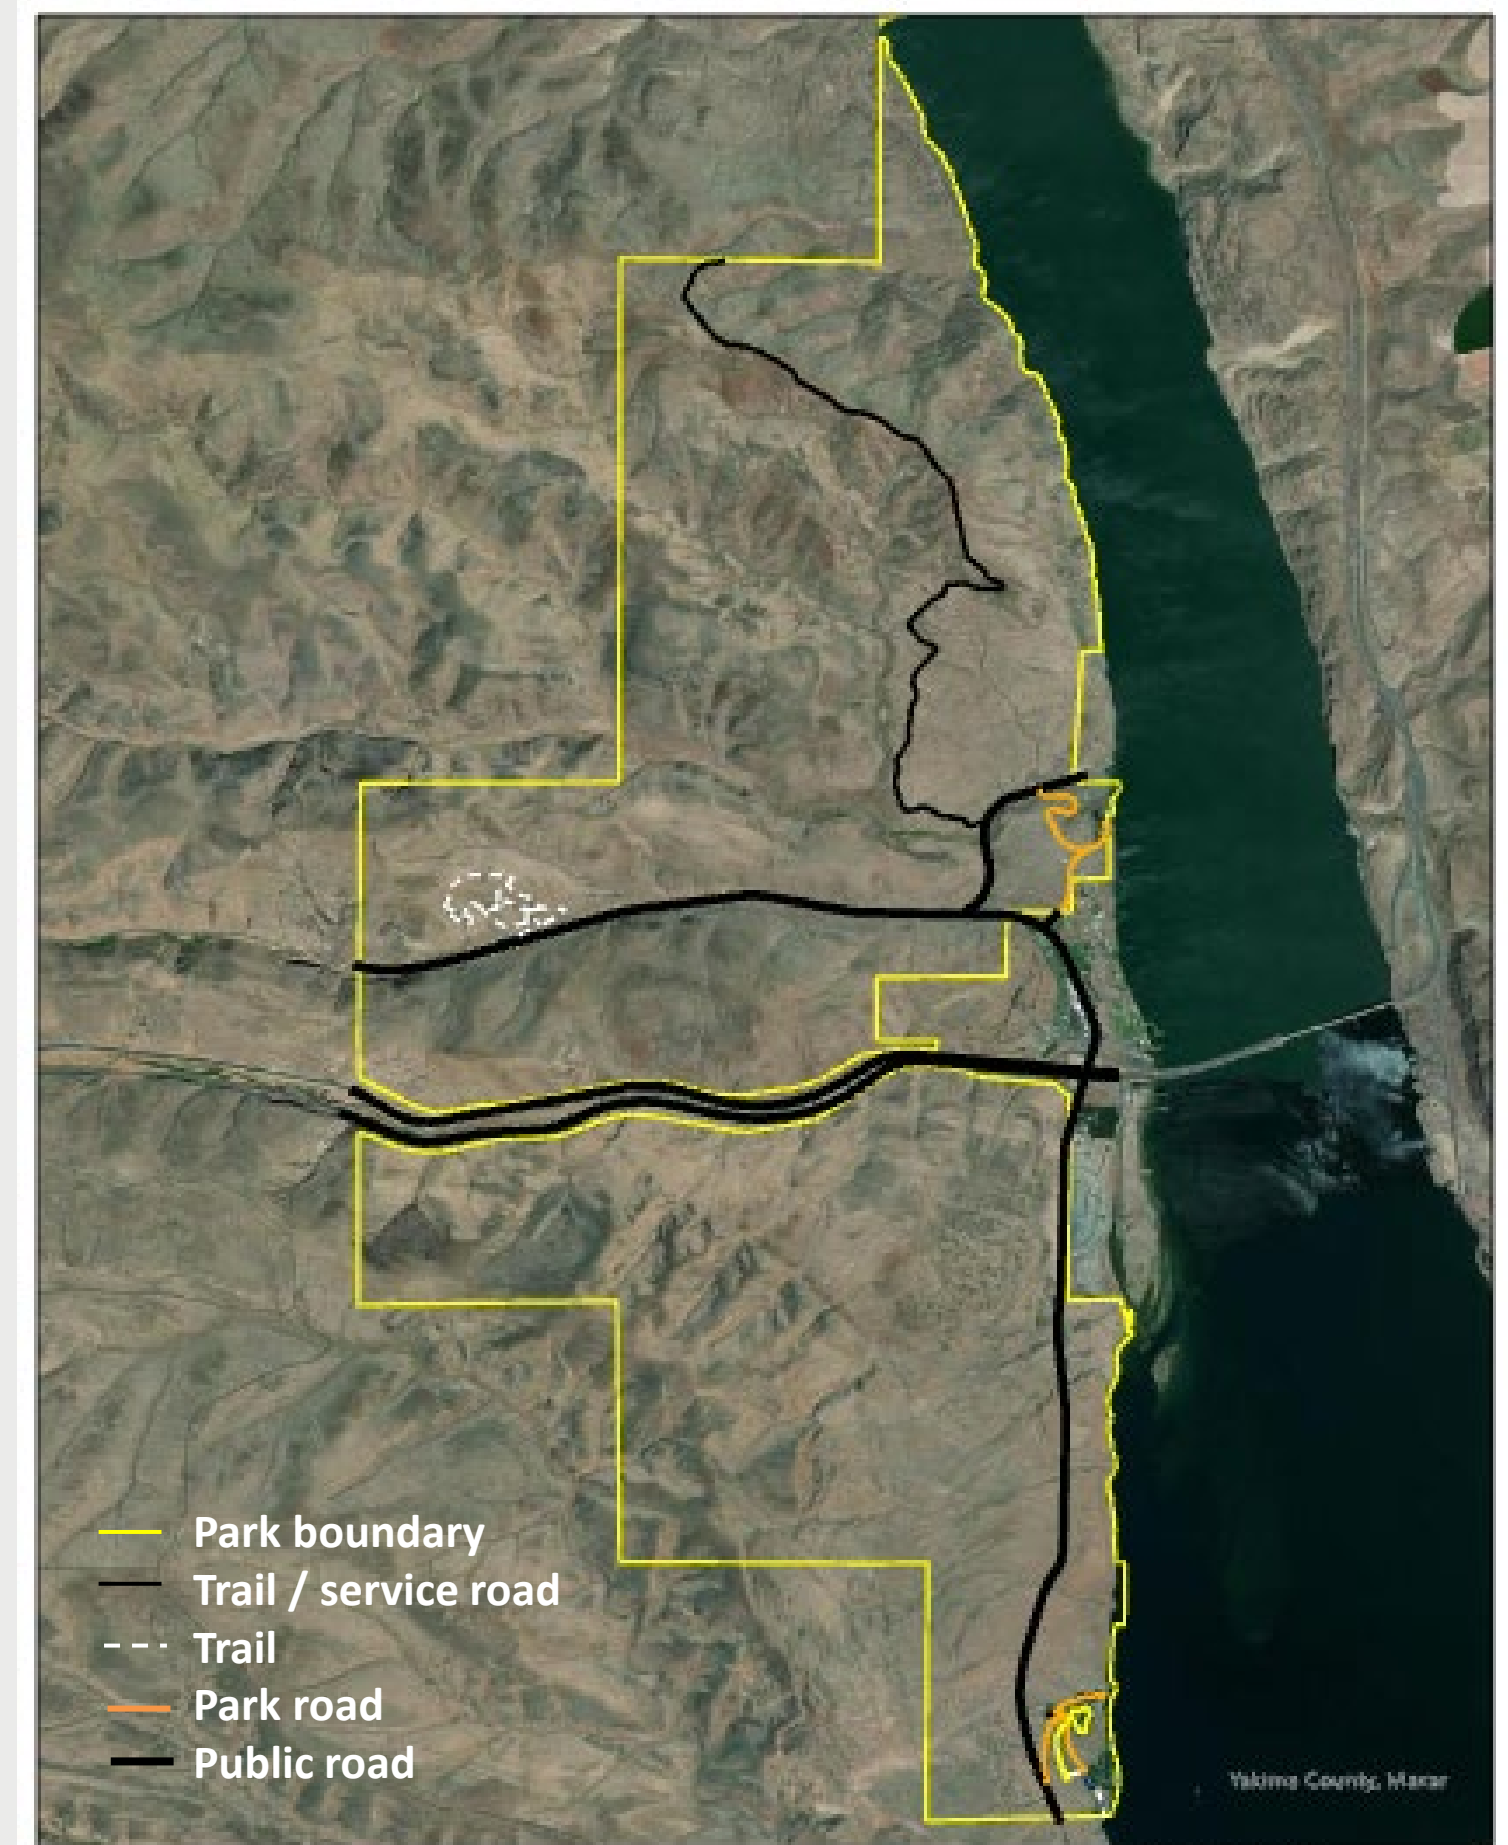 Park boundary
Trail / service road
Trail
Park road
Public road
Yakima County, Maxar